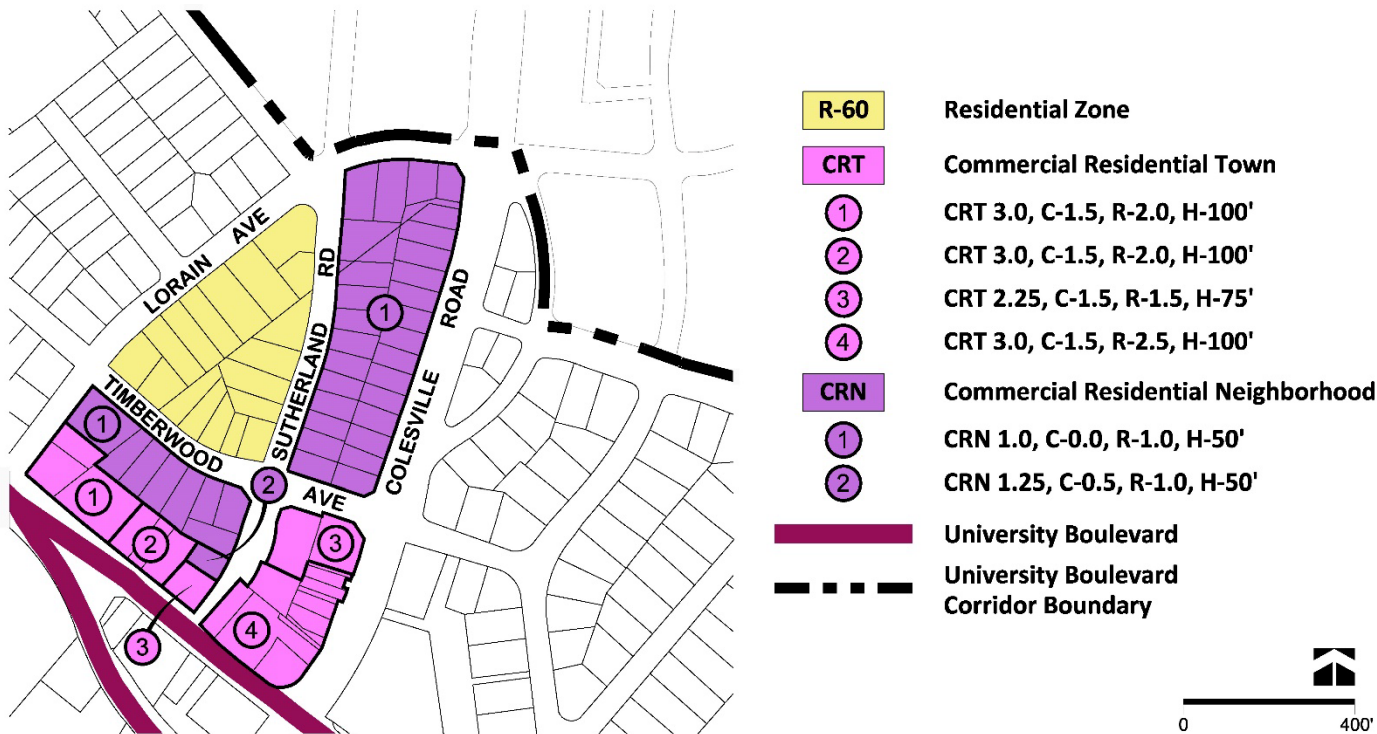 LORAIN AVE
SUTHERLAND RD
COLESVILLE ROAD
TIMBERWOOD AVE
1
1
2
1
2
3
3
4
R-60 Residential Zone
CRT Commercial Residential Town
1 CRT 3.0, C-1.5, R-2.0, H-100'
2 CRT 3.0, C-1.5, R-2.0, H-100'
3 CRT 2.25, C-1.5, R-1.5, H-75'
4 CRT 3.0, C-1.5, R-2.5, H-100'
CRN Commercial Residential Neighborhood
1 CRN 1.0, C-0.0, R-1.0, H-50'
2 CRN 1.25, C-0.5, R-1.0, H-50'
University Boulevard
University Boulevard
Corridor Boundary
0 400'